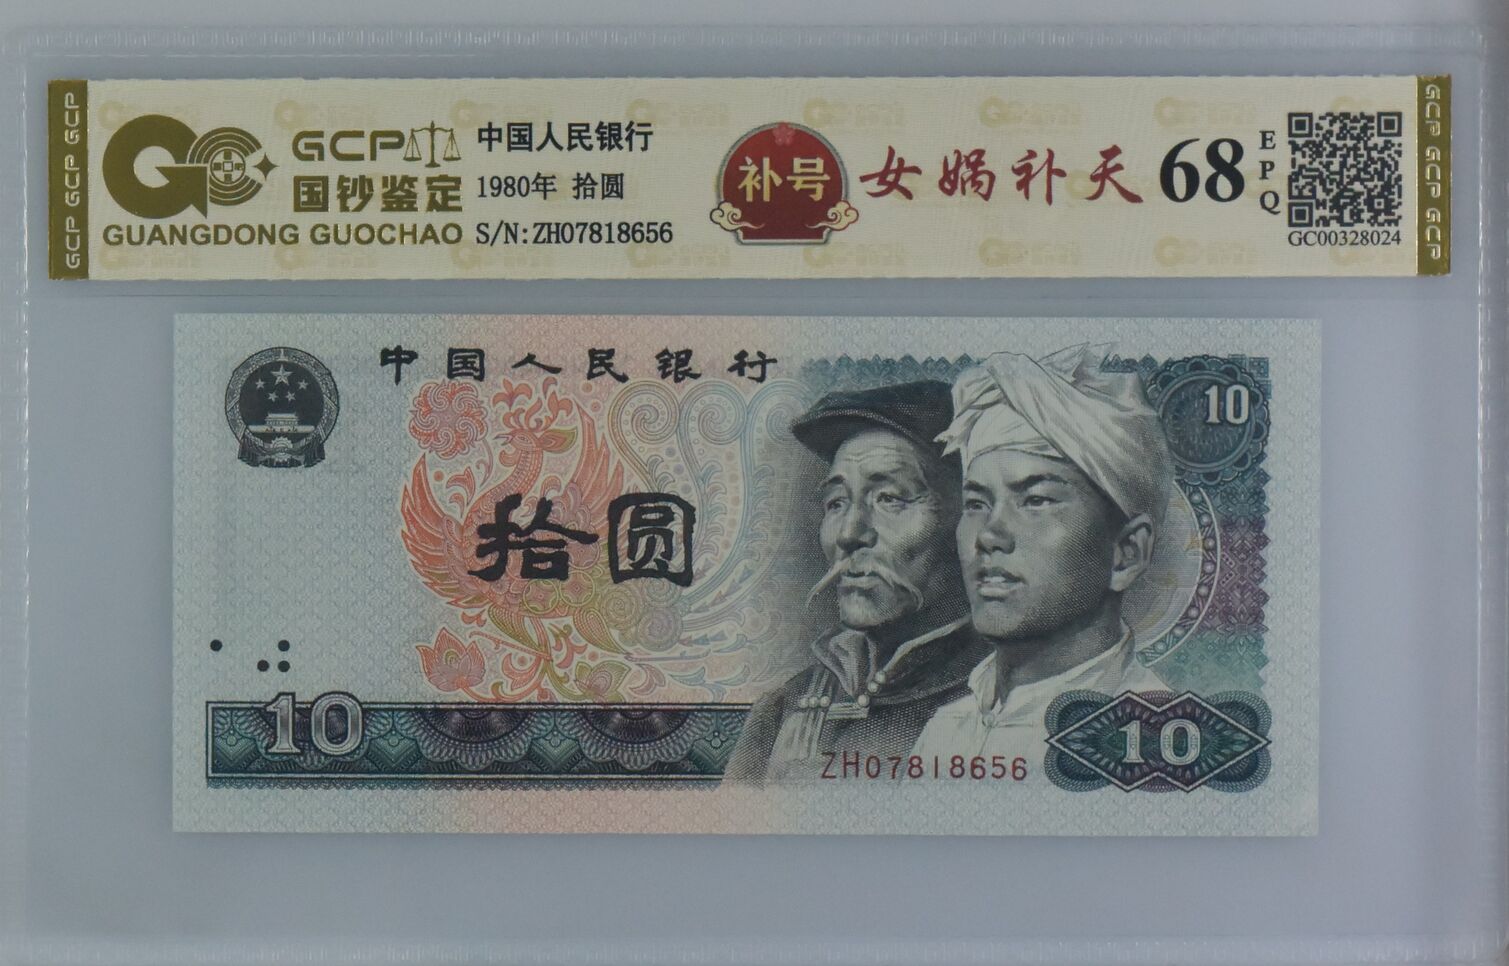 GCP GCP GCP
GCP
国钞鉴定
GUANGDONG GUOCHAO
中国人民银行
1980年 拾圆
S/N:ZH07818656
补号
女娲补天
68
EPQ
GC00328024
GCP GCP GCP
中国人民银行
10
拾圆
10
ZH07818656
10